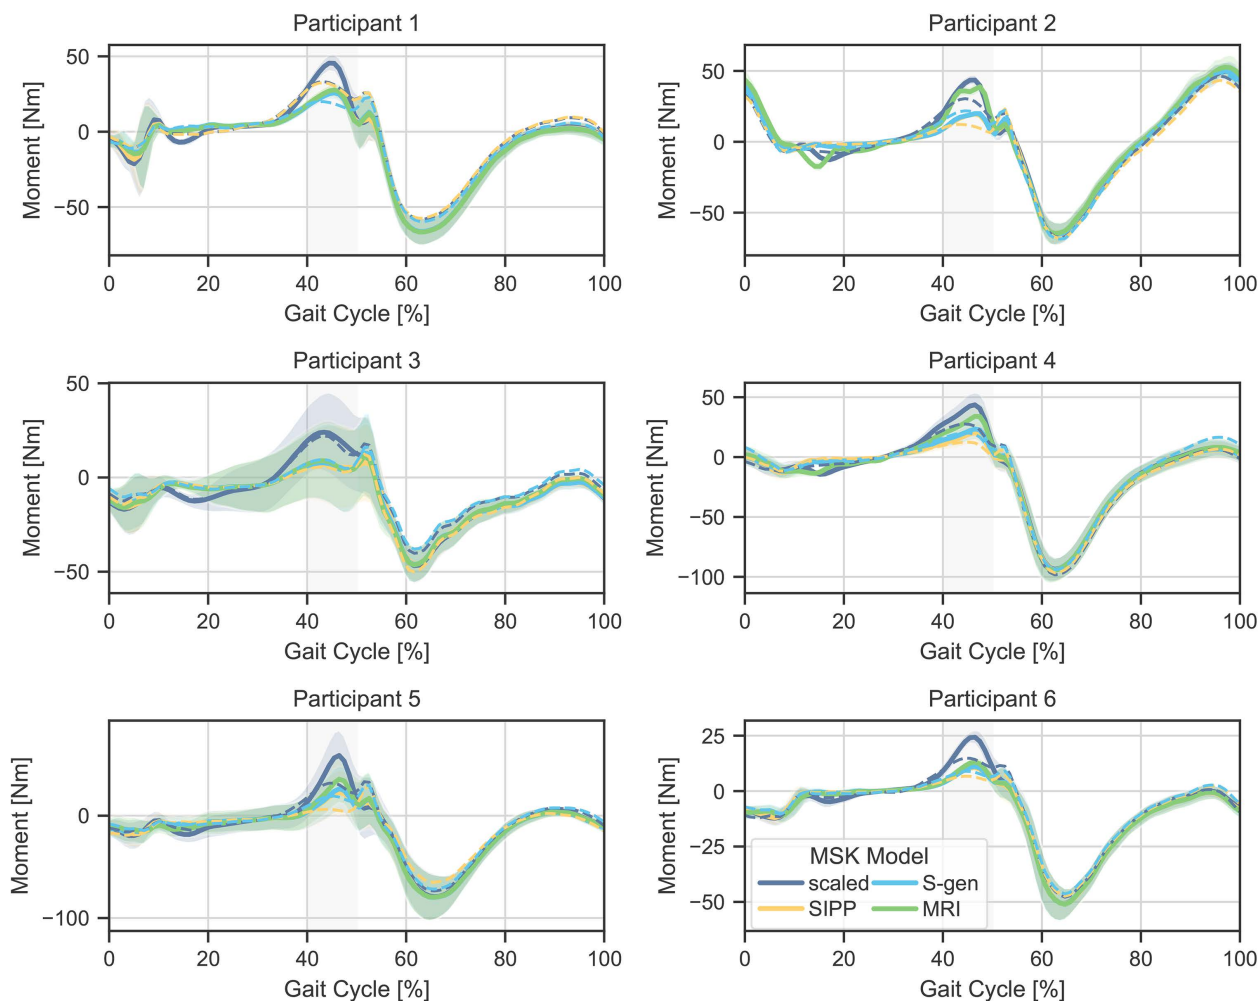 Participant 1
50
0
−50
Moment [Nm]
0 20 40 60 80 100
Gait Cycle [%]
Participant 2
50
0
−50
Moment [Nm]
0 20 40 60 80 100
Gait Cycle [%]
Participant 3
50
0
−50
Moment [Nm]
0 20 40 60 80 100
Gait Cycle [%]
Participant 4
50
0
−50
−100
Moment [Nm]
0 20 40 60 80 100
Gait Cycle [%]
Participant 5
0
−100
Moment [Nm]
0 20 40 60 80 100
Gait Cycle [%]
Participant 6
25
0
−25
−50
Moment [Nm]
MSK Model
scaled S-gen
SIPP MRI
0 20 40 60 80 100
Gait Cycle [%]